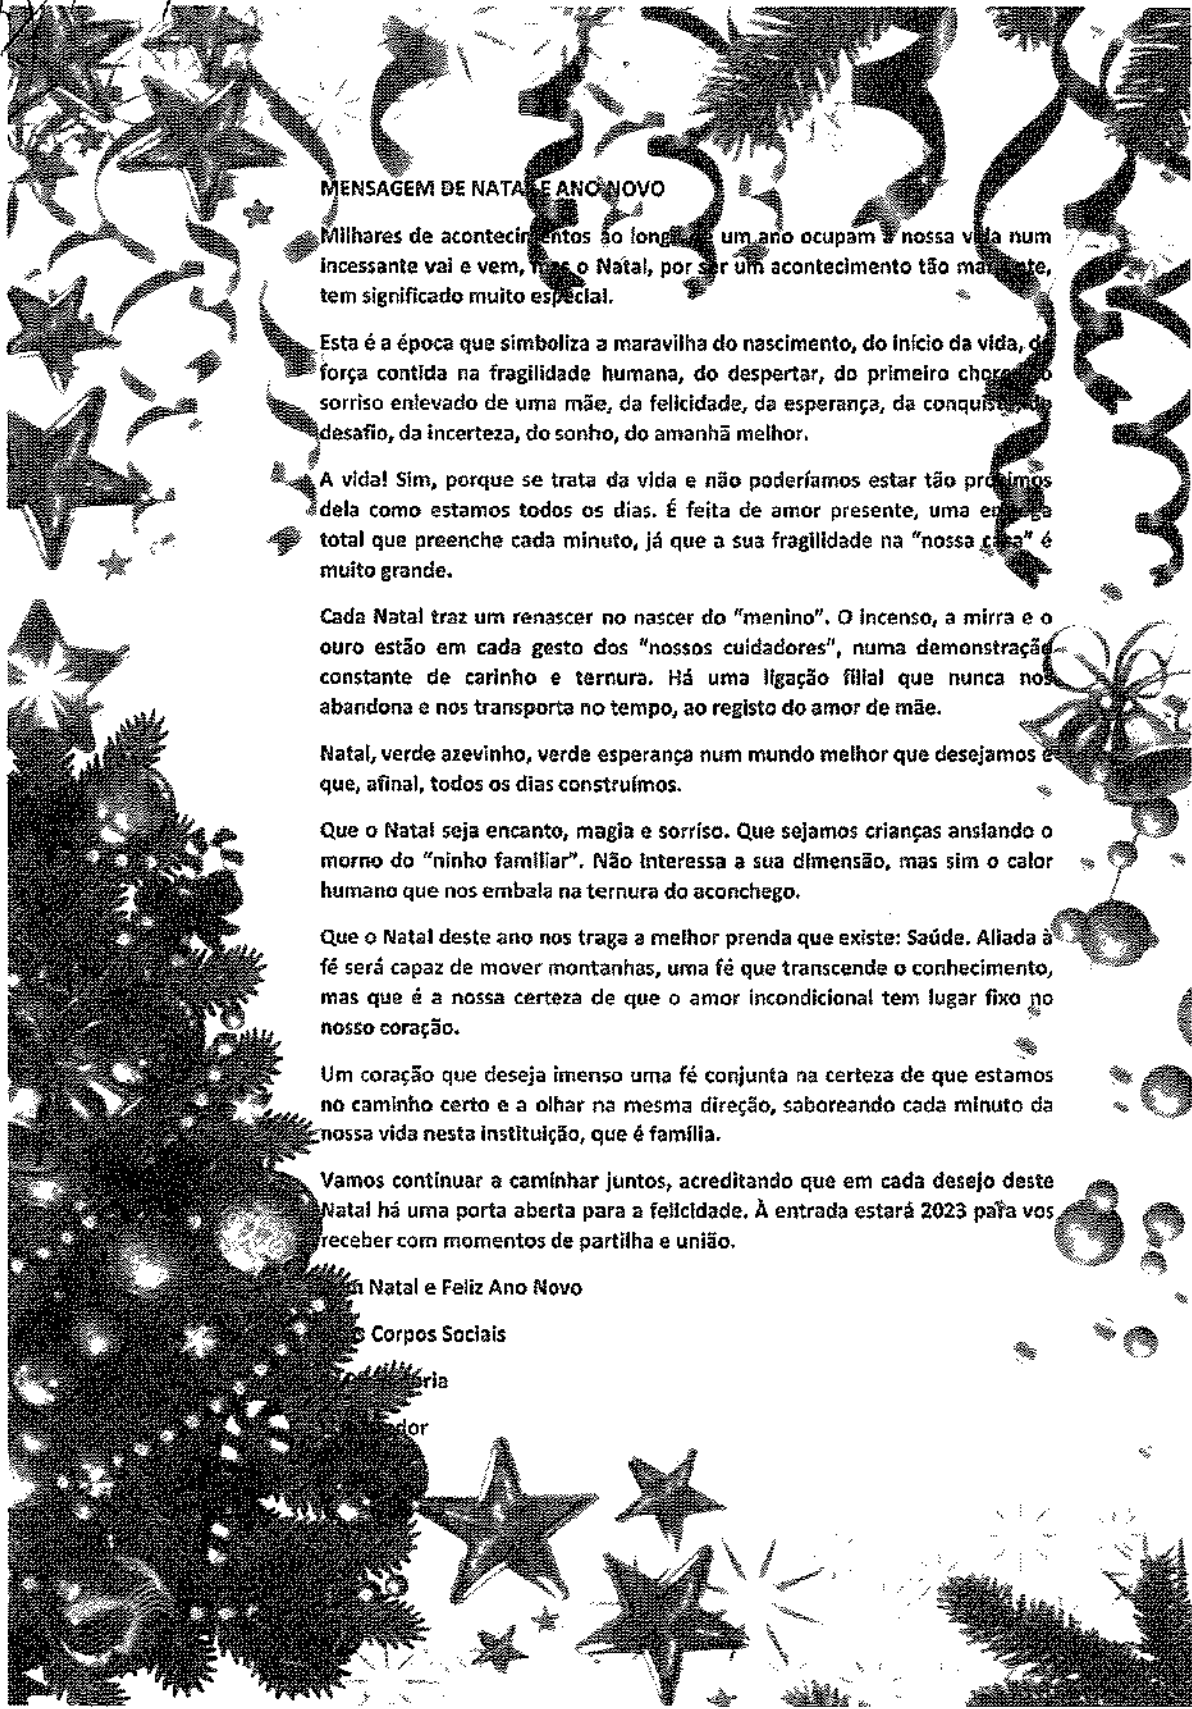 MENSAGEM DE NATAL E ANO NOVO
Milhares de acontecimentos ao longo de um ano ocupam a nossa vida num
incessante vai e vem, mas o Natal, por ser um acontecimento tão marcante,
tem significado muito especial.
Esta é a época que simboliza a maravilha do nascimento, do início da vida, da
força contida na fragilidade humana, do despertar, do primeiro choro, do
sorriso enlevado de uma mãe, da felicidade, da esperança, da conquista, do
desafio, da incerteza, do sonho, do amanhã melhor.
A vida! Sim, porque se trata da vida e não poderíamos estar tão próximos
dela como estamos todos os dias. É feita de amor presente, uma entrega
total que preenche cada minuto, já que a sua fragilidade na "nossa casa" é
muito grande.
Cada Natal traz um renascer no nascer do "menino". O incenso, a mirra e o
ouro estão em cada gesto dos "nossos cuidadores", numa demonstração
constante de carinho e ternura. Há uma ligação filial que nunca nos
abandona e nos transporta no tempo, ao registo do amor de mãe.
Natal, verde azevinho, verde esperança num mundo melhor que desejamos e
que, afinal, todos os dias construímos.
Que o Natal seja encanto, magia e sorriso. Que sejamos crianças ansiando o
morno do "ninho familiar". Não interessa a sua dimensão, mas sim o calor
humano que nos embala na ternura do aconchego.
Que o Natal deste ano nos traga a melhor prenda que existe: Saúde. Aliada à
fé será capaz de mover montanhas, uma fé que transcende o conhecimento,
mas que é a nossa certeza de que o amor incondicional tem lugar fixo no
nosso coração.
Um coração que deseja imenso uma fé conjunta na certeza de que estamos
no caminho certo e a olhar na mesma direção, saboreando cada minuto da
nossa vida nesta instituição, que é família.
Vamos continuar a caminhar juntos, acreditando que em cada desejo deste
Natal há uma porta aberta para a felicidade. À entrada estará 2023 para vos
receber com momentos de partilha e união.
Natal e Feliz Ano Novo
Corpos Sociais